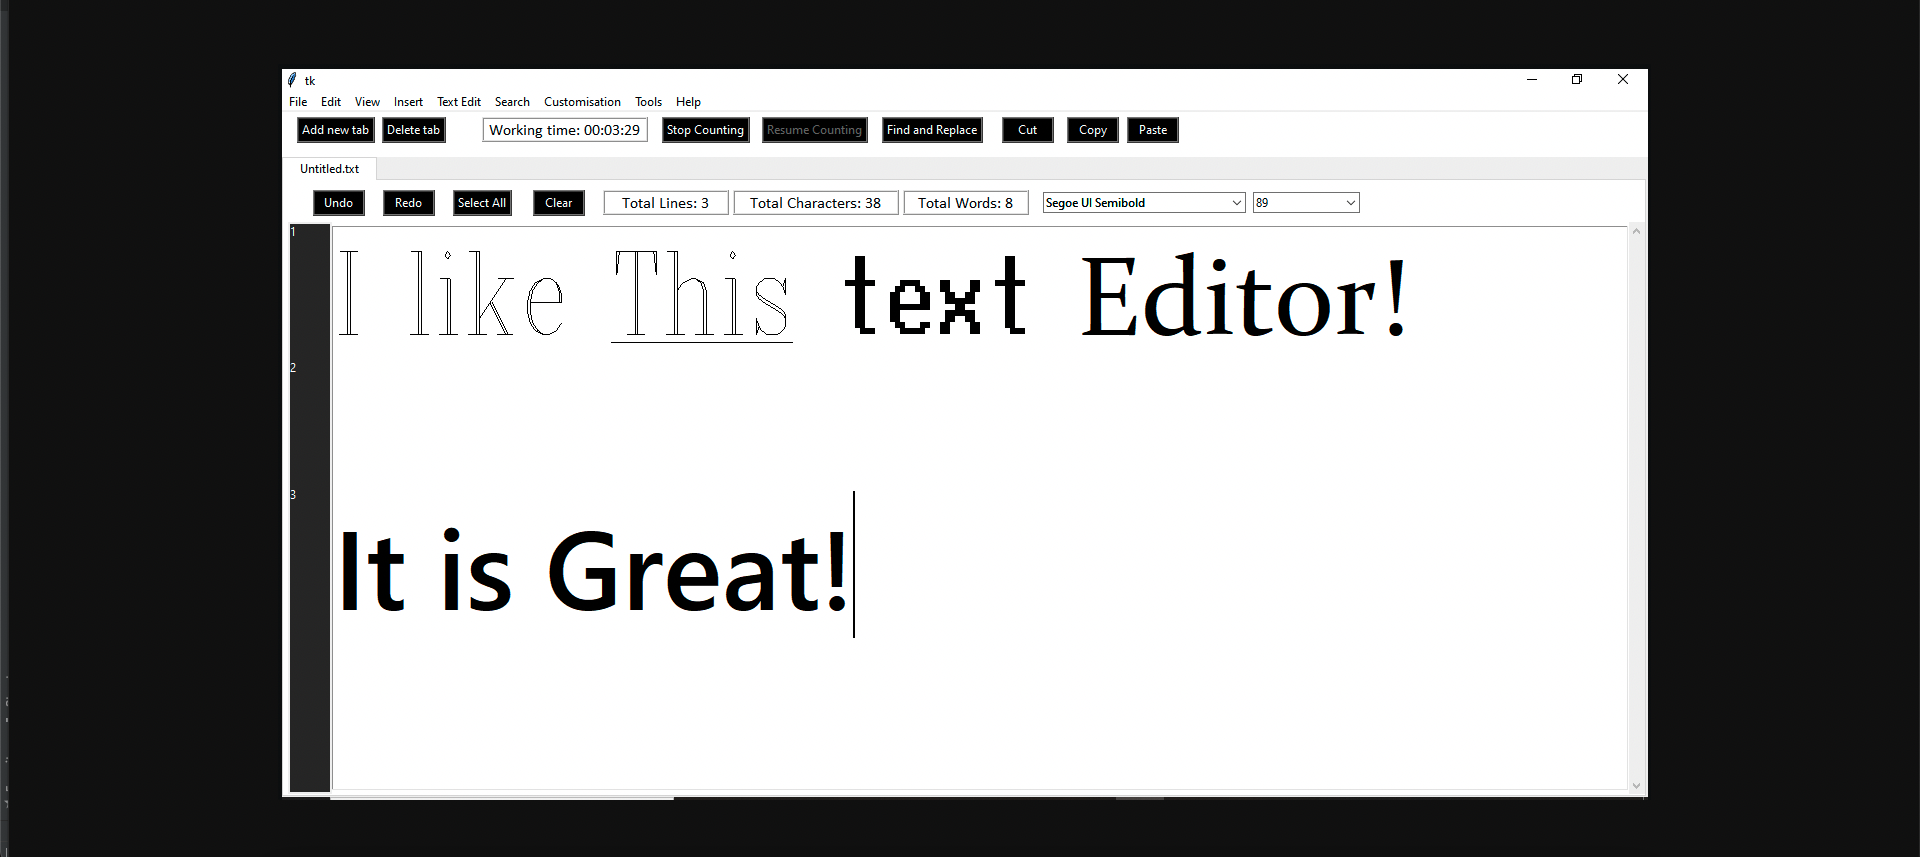 tk
File Edit View Insert Text Edit Search Customisation Tools Help
Add new tab Delete tab Working time: 00:03:29 Stop Counting Resume Counting Find and Replace Cut Copy Paste
Untitled.txt
Undo Redo Select All Clear Total Lines: 3 Total Characters: 38 Total Words: 8 Segoe UI Semibold 89
1 I like This text Editor!
2
3 It is Great!